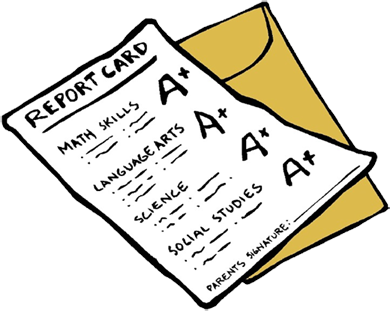 REPORT CARD
MATH SKILLS A+
LANGUAGE ARTS A+
SCIENCE A+
SOCIAL STUDIES A+
PARENTS SIGNATURE: